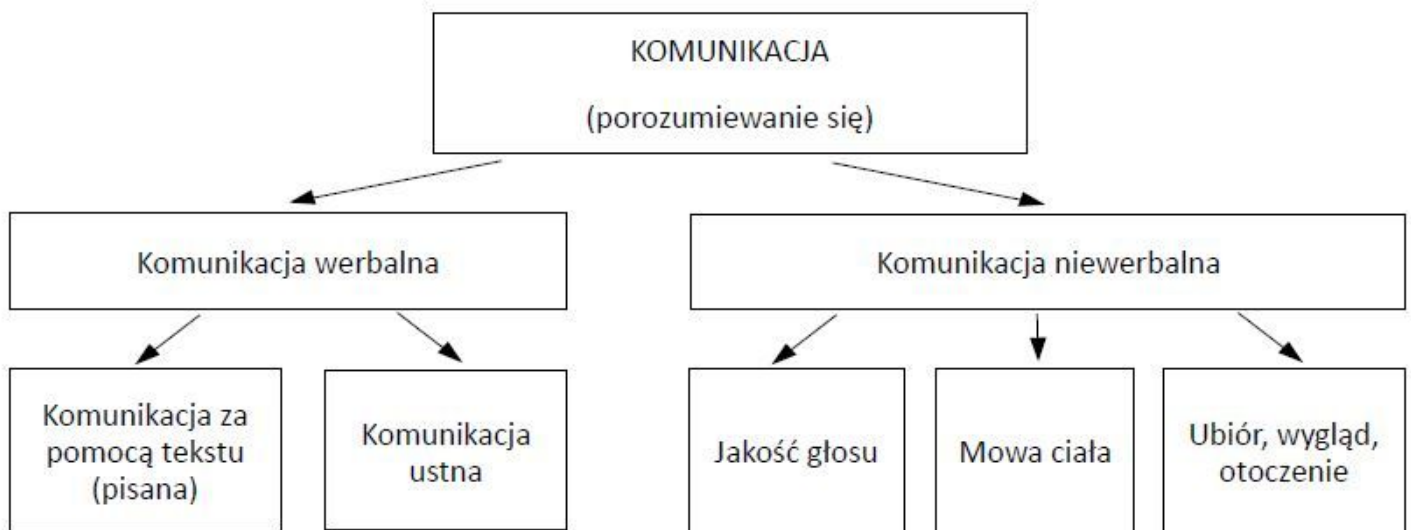 KOMUNIKACJA
(porozumiewanie się)
Komunikacja werbalna
Komunikacja niewerbalna
Komunikacja za
pomocą tekstu
(pisana)
Komunikacja
ustna
Jakość głosu
Mowa ciała
Ubiór, wygląd,
otoczenie